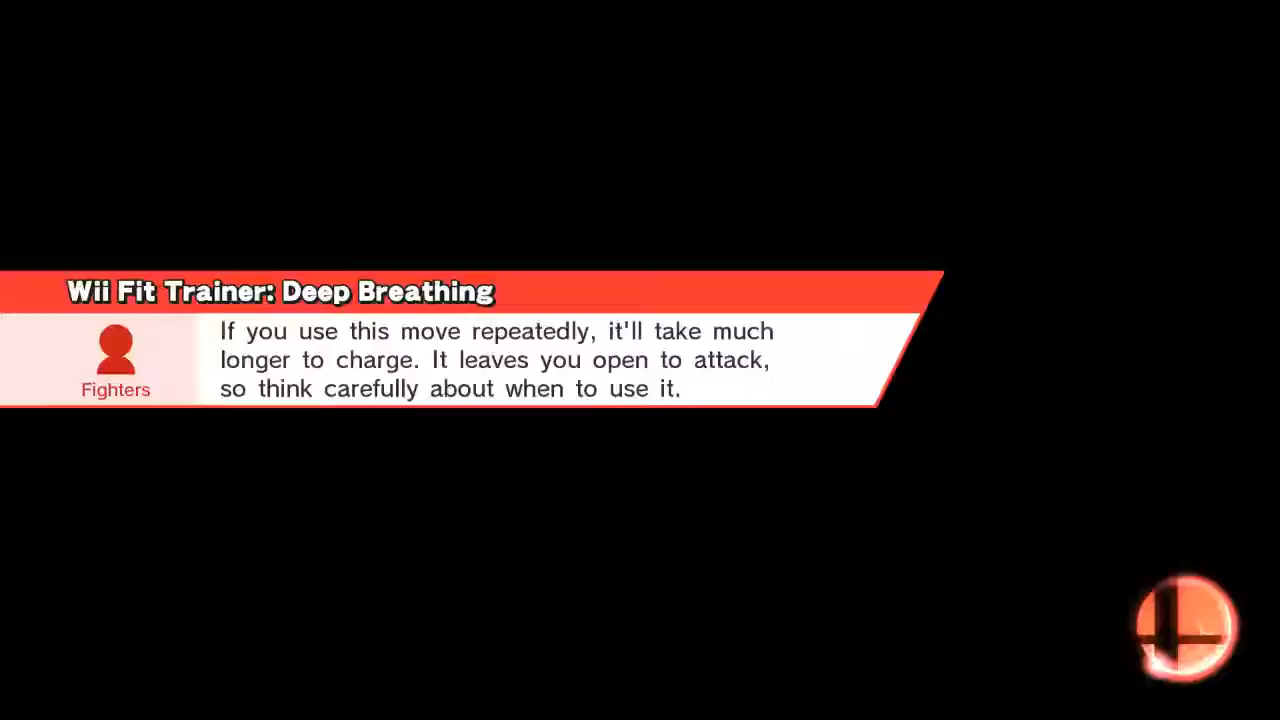 Wii Fit Trainer: Deep Breathing
If you use this move repeatedly, it'll take much
longer to charge. It leaves you open to attack,
so think carefully about when to use it.
Fighters